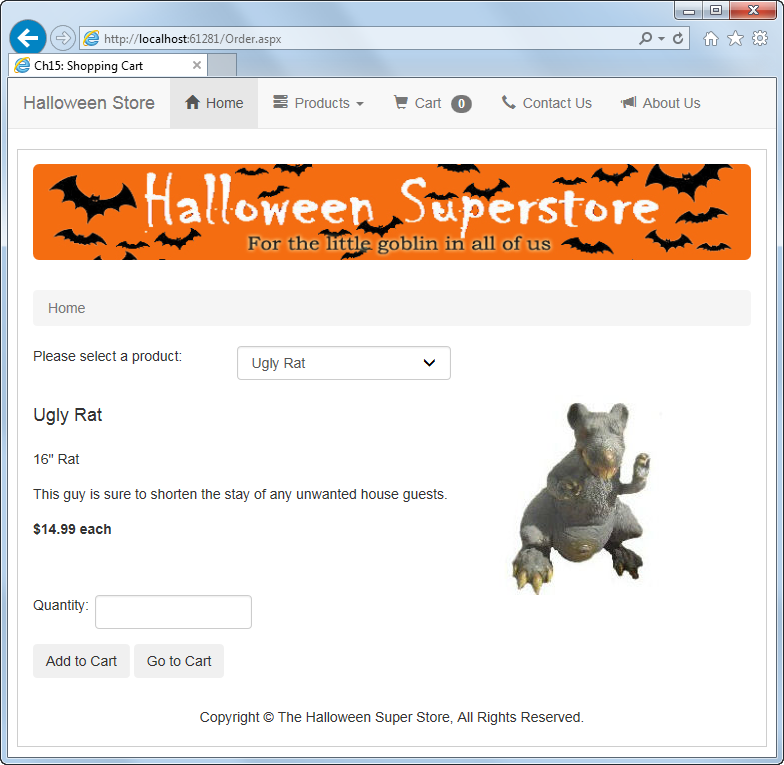 http://localhost:61281/Order.aspx
Ch15: Shopping Cart
Halloween Store Home Products Cart 0 Contact Us About Us
Halloween Superstore
For the little goblin in all of us
Home
Please select a product: Ugly Rat
Ugly Rat
16" Rat
This guy is sure to shorten the stay of any unwanted house guests.
$14.99 each
Quantity:
Add to Cart Go to Cart
Copyright © The Halloween Super Store, All Rights Reserved.